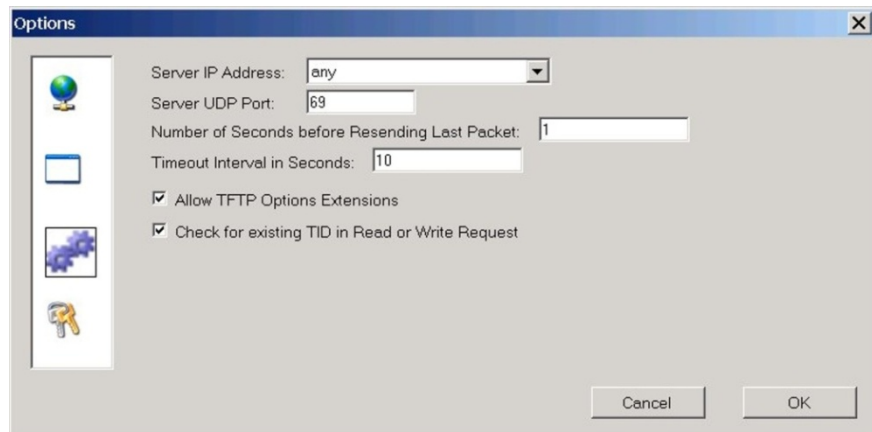 Options
Server IP Address: any
Server UDP Port: 69
Number of Seconds before Resending Last Packet: 1
Timeout Interval in Seconds: 10
Allow TFTP Options Extensions
Check for existing TID in Read or Write Request
Cancel OK